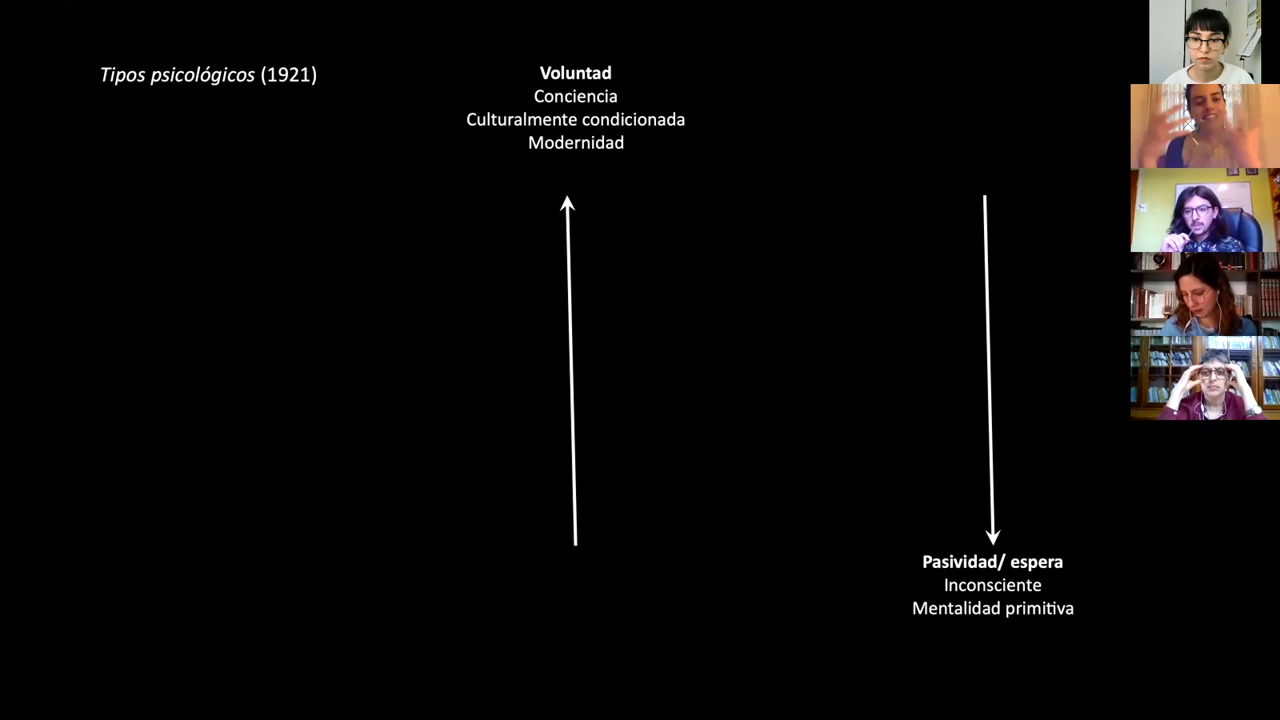 Tipos psicológicos (1921)
Voluntad
Conciencia
Culturalmente condicionada
Modernidad
Pasividad/ espera
Inconsciente
Mentalidad primitiva